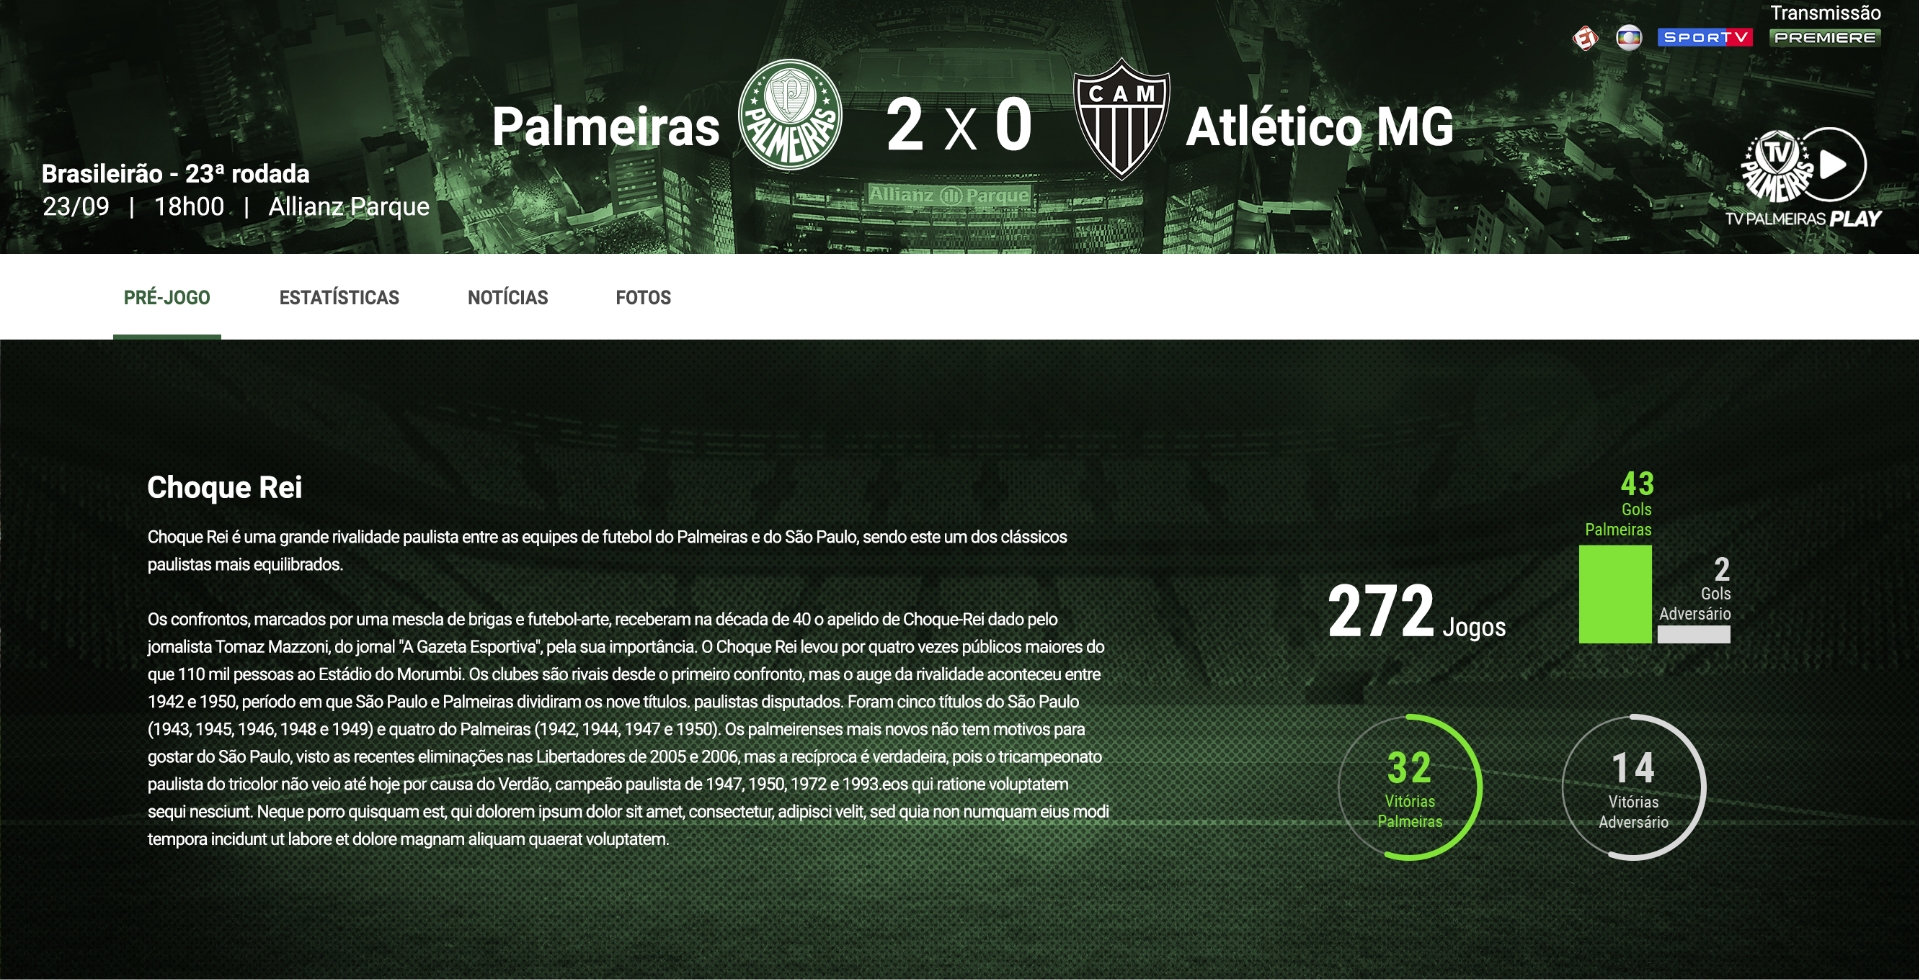 Transmissão
SPORTV PREMIERE
Palmeiras
PALMEIRAS
2 X 0
CAM
Atlético MG
Brasileirão - 23ª rodada
23/09 | 18h00 | Allianz Parque
Allianz Parque
TV PALMEIRAS
TV PALMEIRAS PLAY
PRÉ-JOGO ESTATÍSTICAS NOTÍCIAS FOTOS
Choque Rei
Choque Rei é uma grande rivalidade paulista entre as equipes de futebol do Palmeiras e do São Paulo, sendo este um dos clássicos
paulistas mais equilibrados.
Os confrontos, marcados por uma mescla de brigas e futebol-arte, receberam na década de 40 o apelido de Choque-Rei dado pelo
jornalista Tomaz Mazzoni, do jornal "A Gazeta Esportiva", pela sua importância. O Choque Rei levou por quatro vezes públicos maiores do
que 110 mil pessoas ao Estádio do Morumbi. Os clubes são rivais desde o primeiro confronto, mas o auge da rivalidade aconteceu entre
1942 e 1950, período em que São Paulo e Palmeiras dividiram os nove títulos. paulistas disputados. Foram cinco títulos do São Paulo
(1943, 1945, 1946, 1948 e 1949) e quatro do Palmeiras (1942, 1944, 1947 e 1950). Os palmeirenses mais novos não tem motivos para
gostar do São Paulo, visto as recentes eliminações nas Libertadores de 2005 e 2006, mas a recíproca é verdadeira, pois o tricampeonato
paulista do tricolor não veio até hoje por causa do Verdão, campeão paulista de 1947, 1950, 1972 e 1993.eos qui ratione voluptatem
sequi nesciunt. Neque porro quisquam est, qui dolorem ipsum dolor sit amet, consectetur, adipisci velit, sed quia non numquam eius modi
tempora incidunt ut labore et dolore magnam aliquam quaerat voluptatem.
272 Jogos
43
Gols
Palmeiras
2
Gols
Adversário
32
Vitórias
Palmeiras
14
Vitórias
Adversário